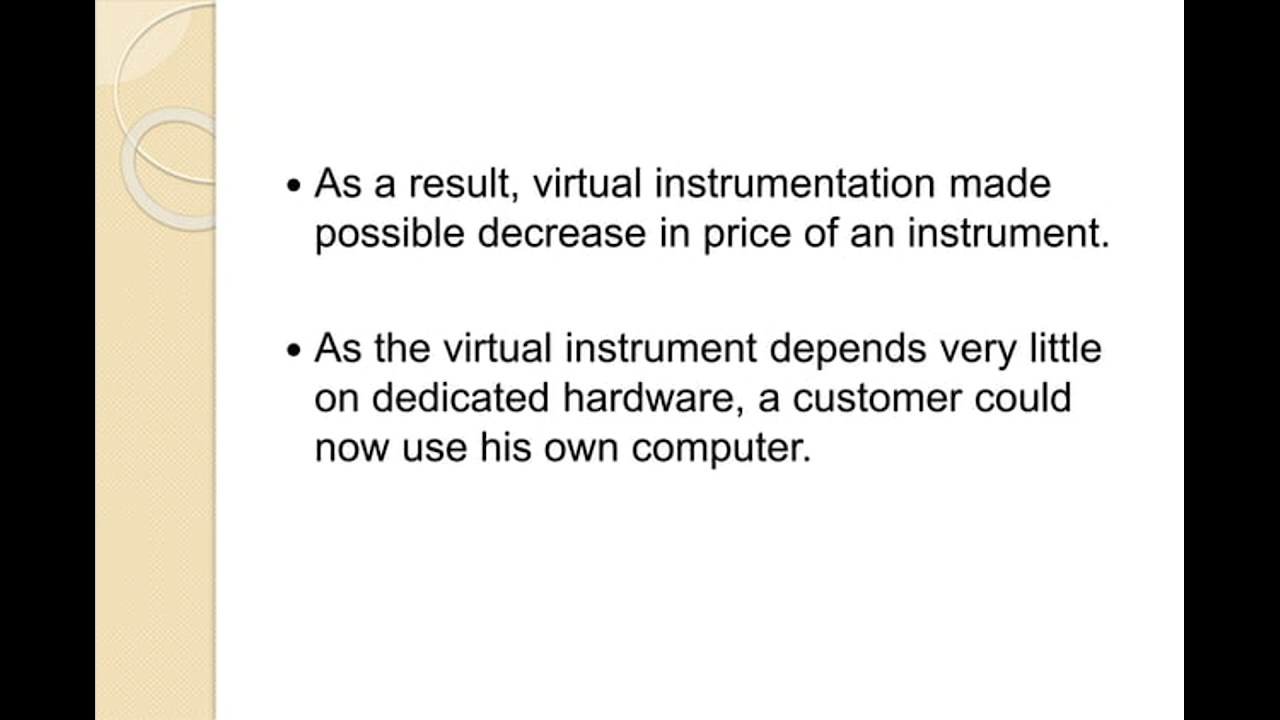 • As a result, virtual instrumentation made
possible decrease in price of an instrument.
• As the virtual instrument depends very little
on dedicated hardware, a customer could
now use his own computer.